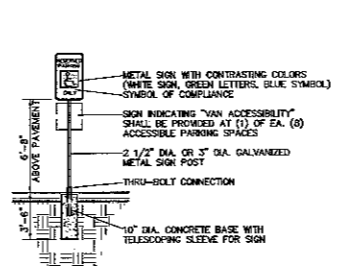 RESERVED
PARKING
ONLY
METAL SIGN WITH CONTRASTING COLORS
(WHITE SIGN, GREEN LETTERS, BLUE SYMBOL)
SYMBOL OF COMPLIANCE
SIGN INDICATING "VAN ACCESSIBILITY"
SHALL BE PROVIDED AT (1) OF EA. (8)
ACCESSIBLE PARKING SPACES
6'-8"
ABOVE PAVEMENT
2 1/2" DIA. OR 3" DIA. GALVANIZED
METAL SIGN POST
THRU-BOLT CONNECTION
3'-6"
10" DIA. CONCRETE BASE WITH
TELESCOPING SLEEVE FOR SIGN